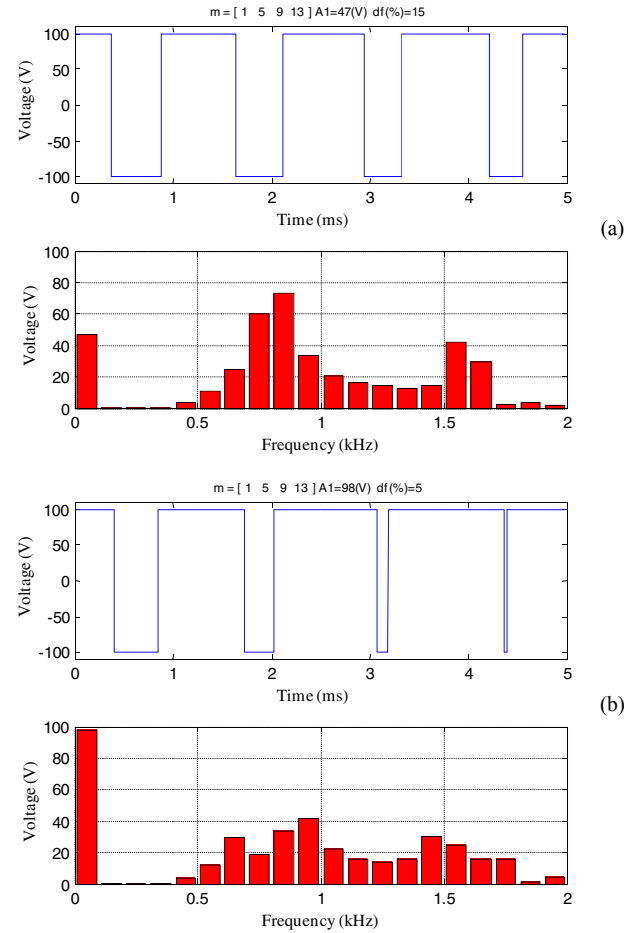 m = [ 1 5 9 13 ] A1=47(V) df(%)=15
100
50
0
-50
-100
Voltage (V)
0 1 2 3 4 5
Time (ms)
(a)
100
80
60
40
20
0
Voltage (V)
0 0.5 1 1.5 2
Frequency (kHz)
m = [ 1 5 9 13 ] A1=98(V) df(%)=5
100
50
0
-50
-100
Voltage (V)
0 1 2 3 4 5
Time (ms)
(b)
100
80
60
40
20
0
Voltage (V)
0 0.5 1 1.5 2
Frequency (kHz)